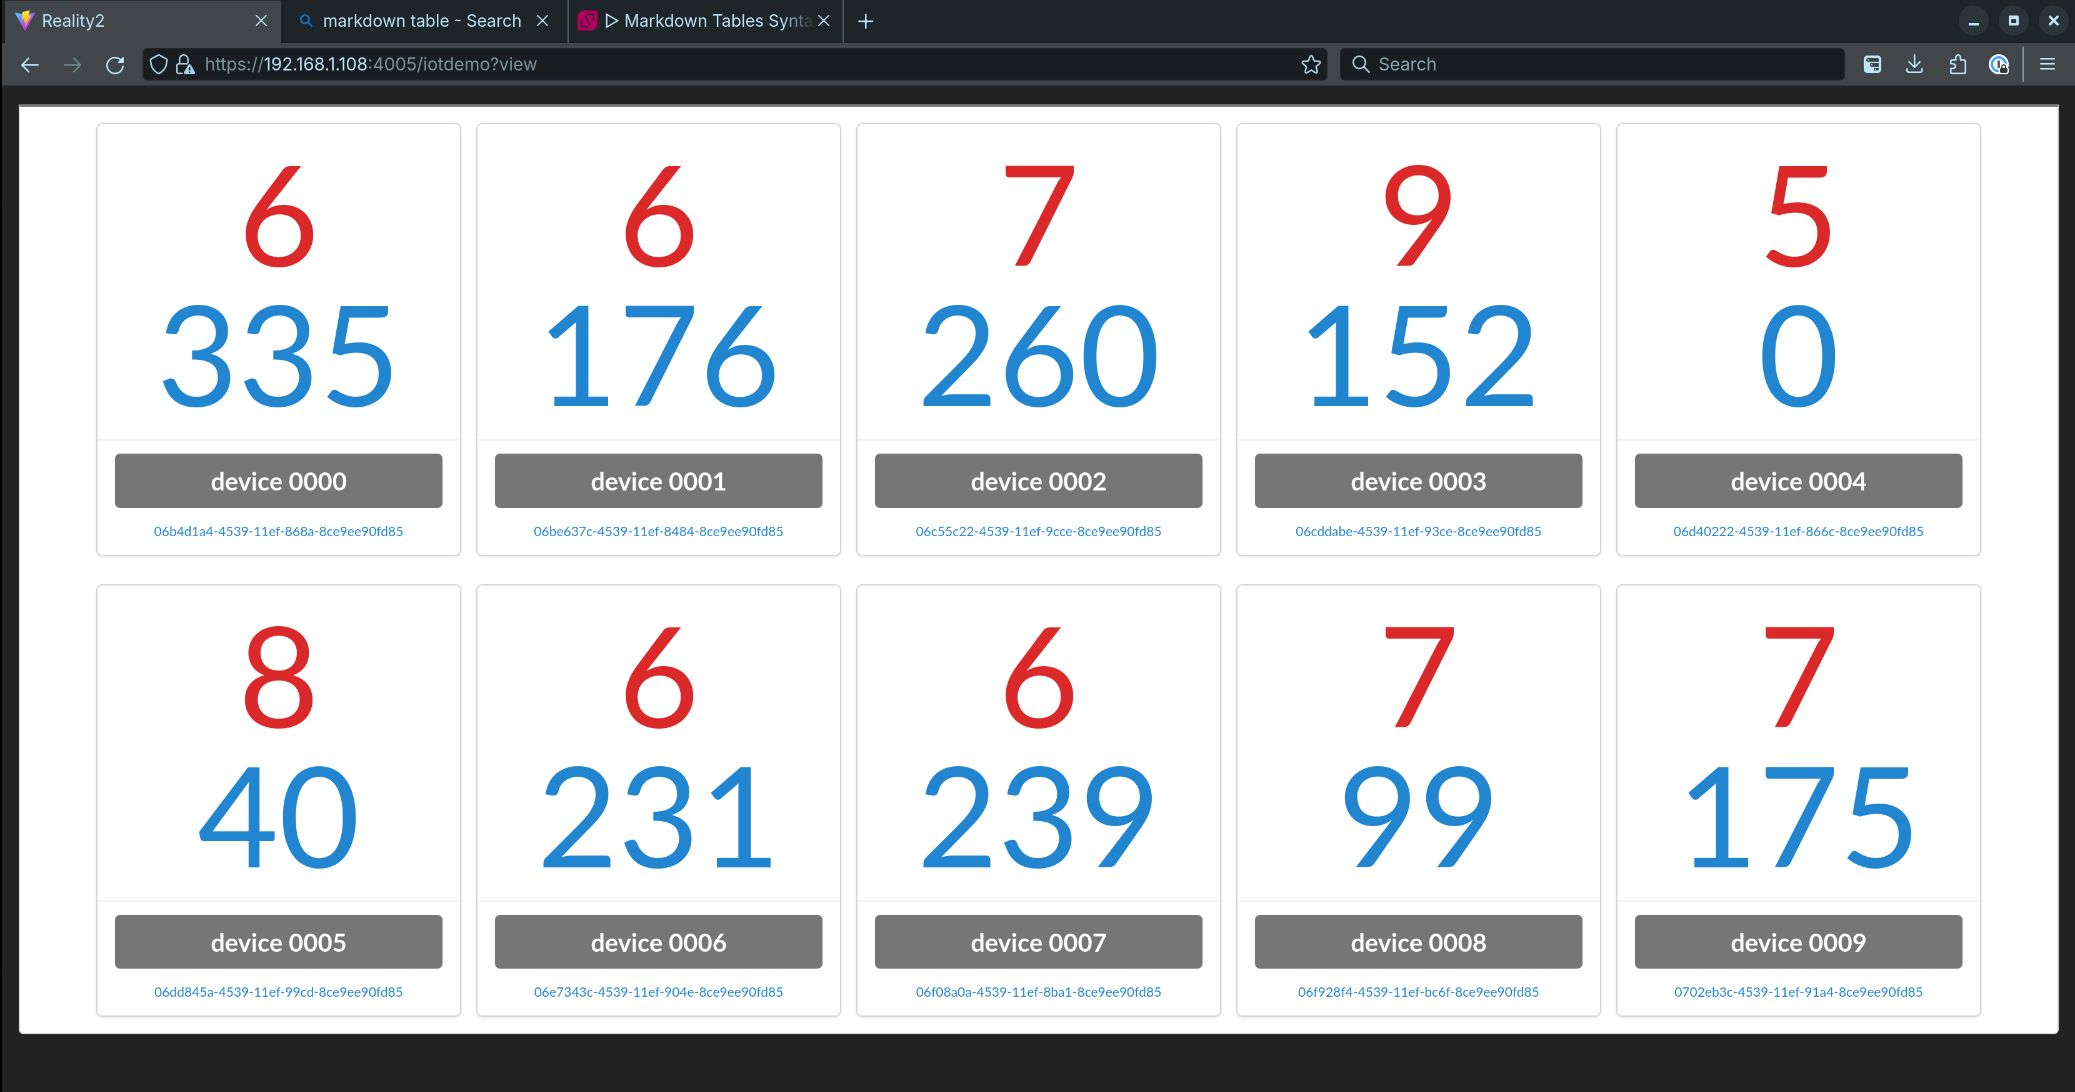 Reality2
markdown table - Search
Markdown Tables Synta
https://192.168.1.108:4005/iotdemo?view
Search
6 6 7 9 5
335 176 260 152 0
device 0000 device 0001 device 0002 device 0003 device 0004
06b4d1a4-4539-11ef-868a-8ce9ee90fd85 06be637c-4539-11ef-8484-8ce9ee90fd85 06c55c22-4539-11ef-9cce-8ce9ee90fd85 06cddabe-4539-11ef-93ce-8ce9ee90fd85 06d40222-4539-11ef-866c-8ce9ee90fd85
8 6 6 7 7
40 231 239 99 175
device 0005 device 0006 device 0007 device 0008 device 0009
06dd845a-4539-11ef-99cd-8ce9ee90fd85 06e7343c-4539-11ef-904e-8ce9ee90fd85 06f08a0a-4539-11ef-8ba1-8ce9ee90fd85 06f928f4-4539-11ef-bc6f-8ce9ee90fd85 0702eb3c-4539-11ef-91a4-8ce9ee90fd85